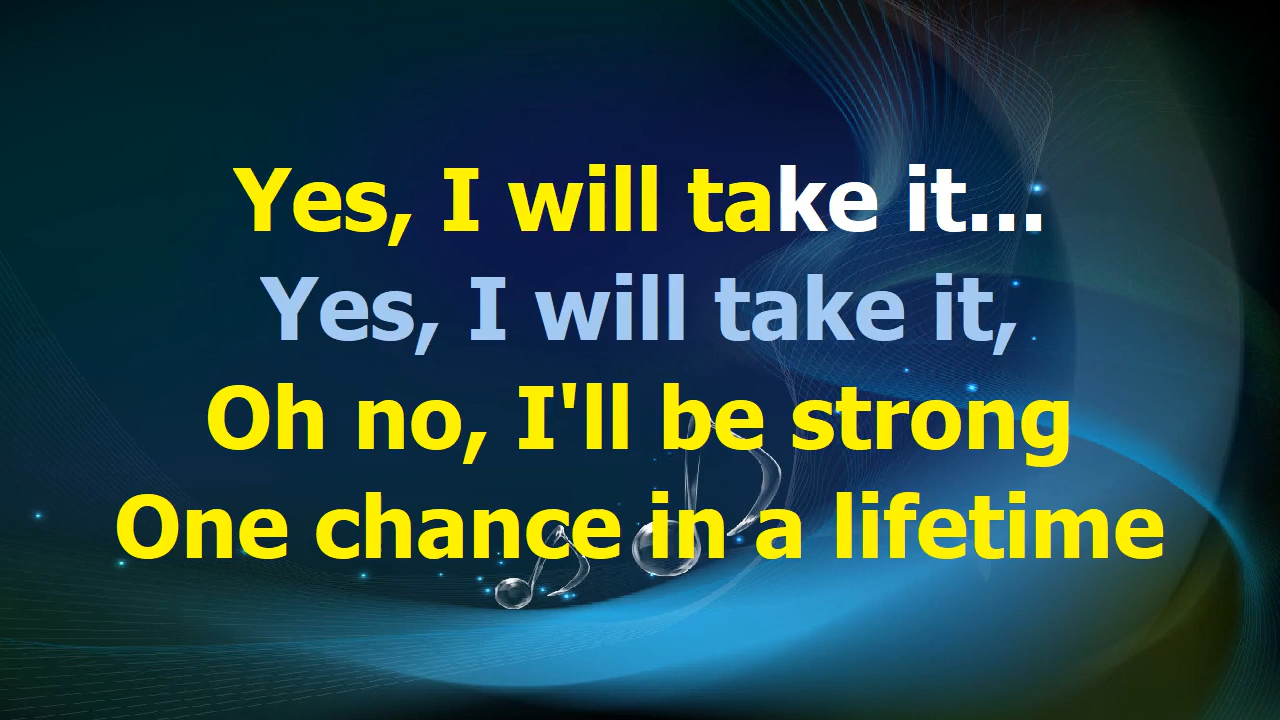 Yes, I will take it...
Yes, I will take it,
Oh no, I'll be strong
One chance in a lifetime